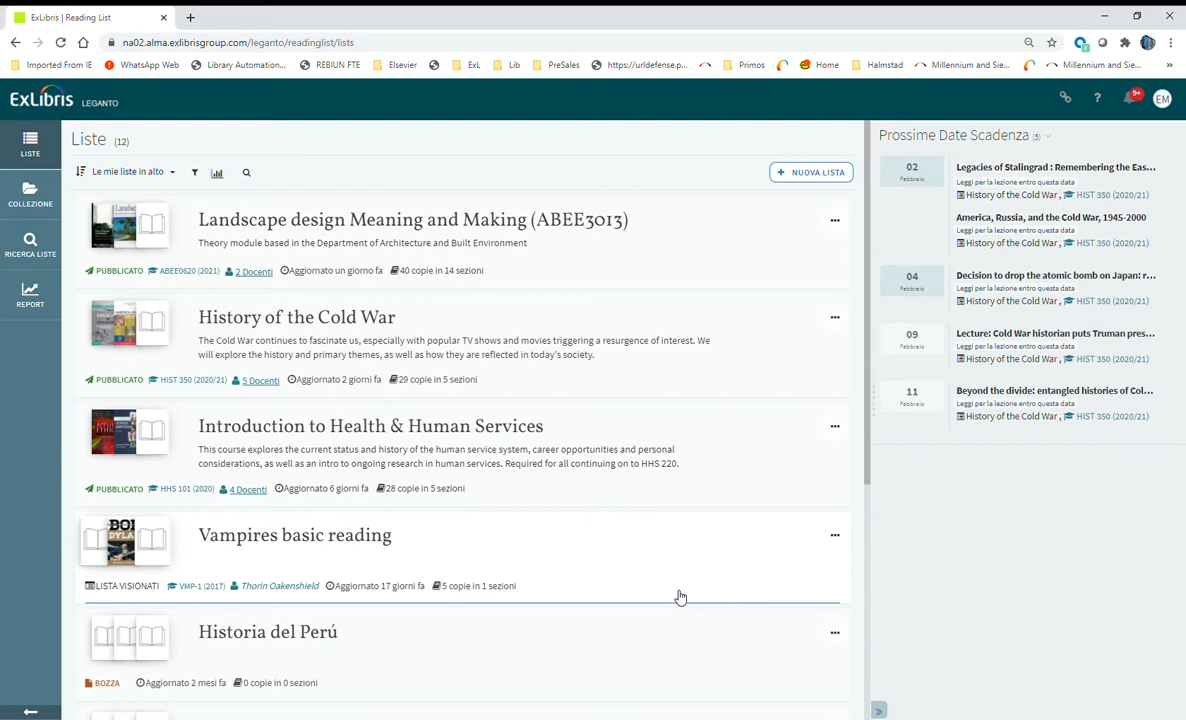 ExLibris | Reading List
na02.alma.exlibrisgroup.com/leganto/readinglist/lists
Imported From IE WhatsApp Web Library Automation... REBIUN FTE Elsevier ExL Lib PreSales https://urldefense.p... Primos Home Halmstad Millennium and Sie... Millennium and Sie... »
ExLibris LEGANTO
? 9+ EM
LISTE
COLLEZIONE
RICERCA LISTE
REPORT
Liste (12)
Le mie liste in alto
+ NUOVA LISTA
Landscape design Meaning and Making (ABEE3013)
Theory module based in the Department of Architecture and Built Environment
PUBBLICATO ABEE0620 (2021) 2 Docenti Aggiornato un giorno fa 40 copie in 14 sezioni
History of the Cold War
The Cold War continues to fascinate us, especially with popular TV shows and movies triggering a resurgence of interest. We
will explore the history and primary themes, as well as how they are reflected in today's society.
PUBBLICATO HIST 350 (2020/21) 5 Docenti Aggiornato 2 giorni fa 29 copie in 5 sezioni
Introduction to Health & Human Services
This course explores the current status and history of the human service system, career opportunities and personal
considerations, as well as an intro to ongoing research in human services. Required for all continuing on to HHS 220.
PUBBLICATO HHS 101 (2020) 4 Docenti Aggiornato 6 giorni fa 28 copie in 5 sezioni
Vampires basic reading
LISTA VISIONATI VMP-1 (2017) Thorin Oakenshield Aggiornato 17 giorni fa 5 copie in 1 sezioni
Historia del Perú
BOZZA Aggiornato 2 mesi fa 0 copie in 0 sezioni
Prossime Date Scadenza (5)
02
Febbraio
Legacies of Stalingrad : Remembering the Eas...
Leggi per la lezione entro questa data
History of the Cold War , HIST 350 (2020/21)
America, Russia, and the Cold War, 1945-2000
Leggi per la lezione entro questa data
History of the Cold War , HIST 350 (2020/21)
04
Febbraio
Decision to drop the atomic bomb on Japan: r...
Leggi per la lezione entro questa data
History of the Cold War , HIST 350 (2020/21)
09
Febbraio
Lecture: Cold War historian puts Truman pres...
Leggi per la lezione entro questa data
History of the Cold War , HIST 350 (2020/21)
11
Febbraio
Beyond the divide: entangled histories of Col...
Leggi per la lezione entro questa data
History of the Cold War , HIST 350 (2020/21)